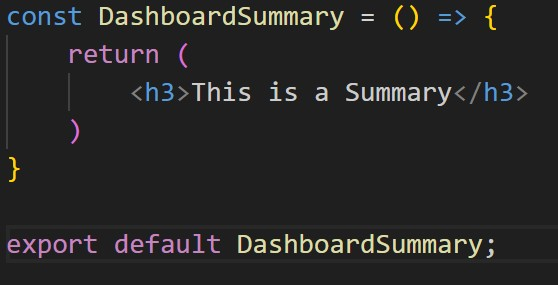 const DashboardSummary = () => {
    return (
        <h3>This is a Summary</h3>
    )
}
export default DashboardSummary;